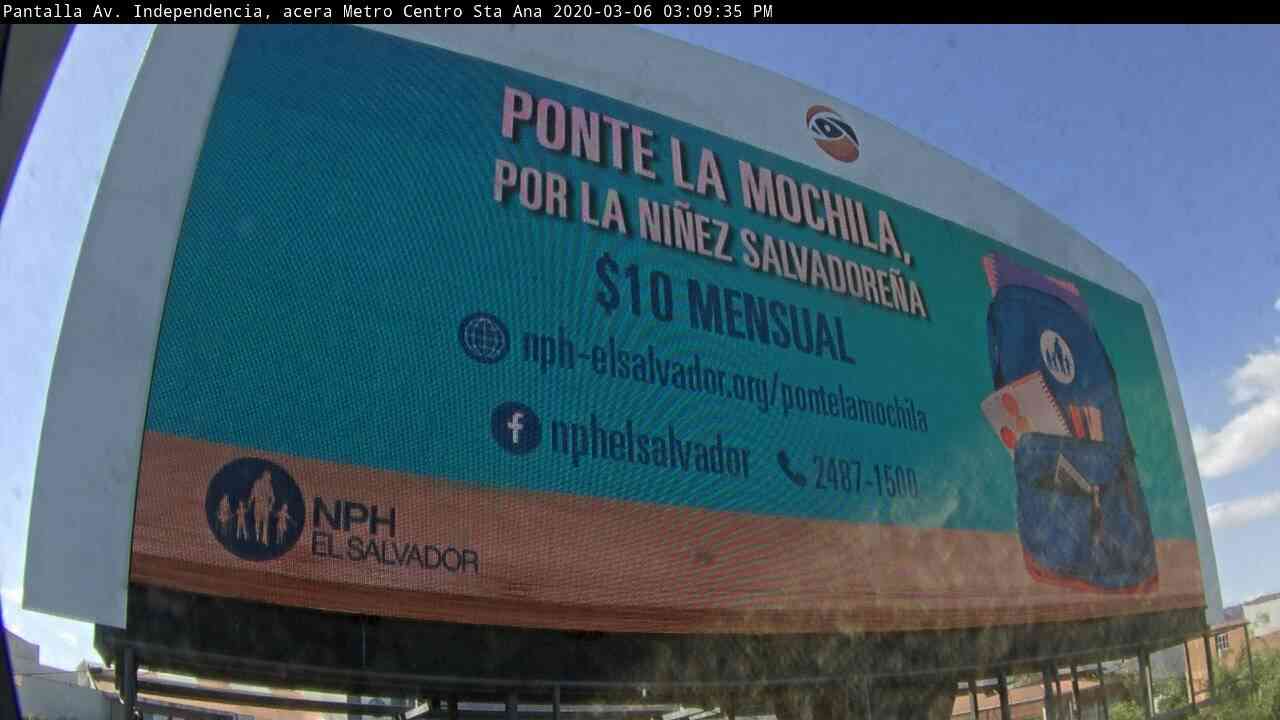 Pantalla Av. Independencia, acera Metro Centro Sta Ana 2020-03-06 03:09:35 PM
PONTE LA MOCHILA,
POR LA NIÑEZ SALVADOREÑA
$10 MENSUAL
nph-elsalvador.org/pontelamochila
f nphelsalvador 2487-1500
NPH
EL SALVADOR